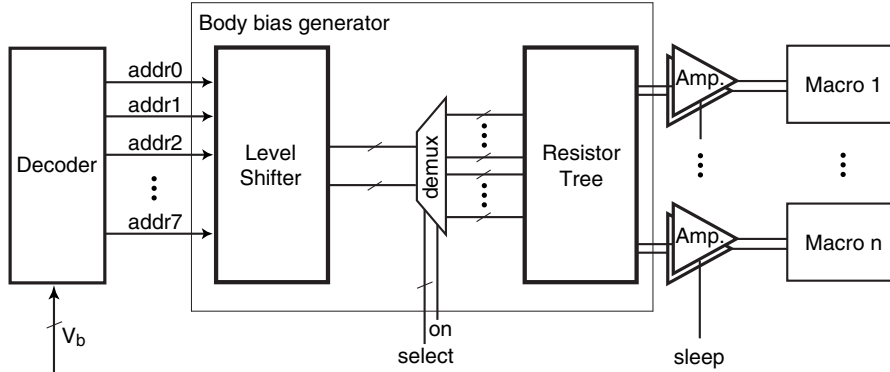 Body bias generator
Decoder
addr0
addr1
addr2
addr7
Level
Shifter
demux
Resistor
Tree
Amp.
Macro 1
Amp.
Macro n
Vb
on
select
sleep